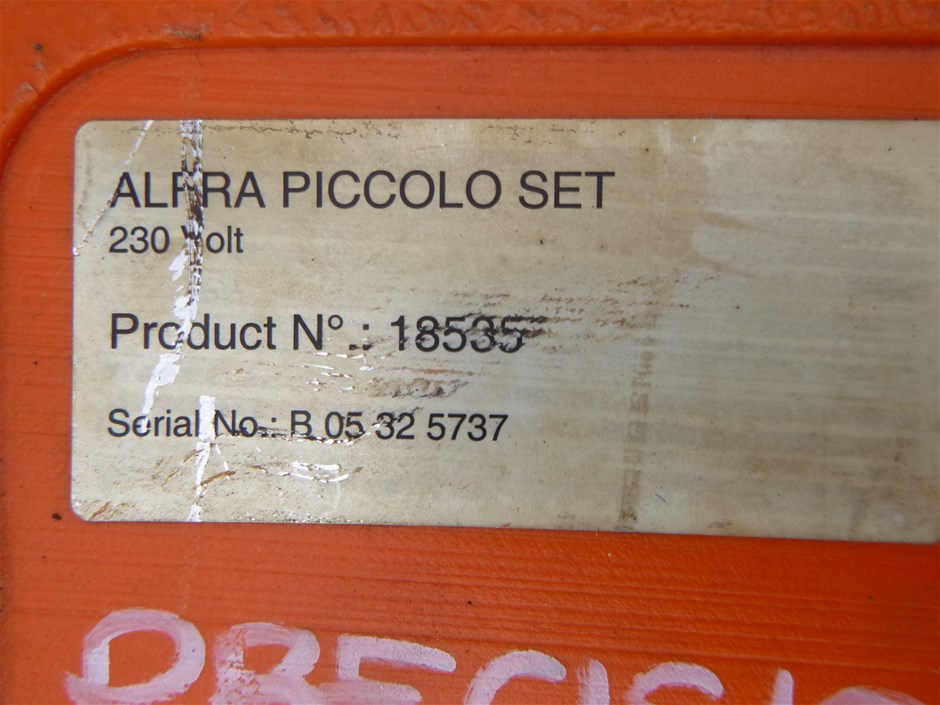 ALFRA PICCOLO SET
230 Volt
Product N° .: 18535
Serial No.: B 05 32 5737